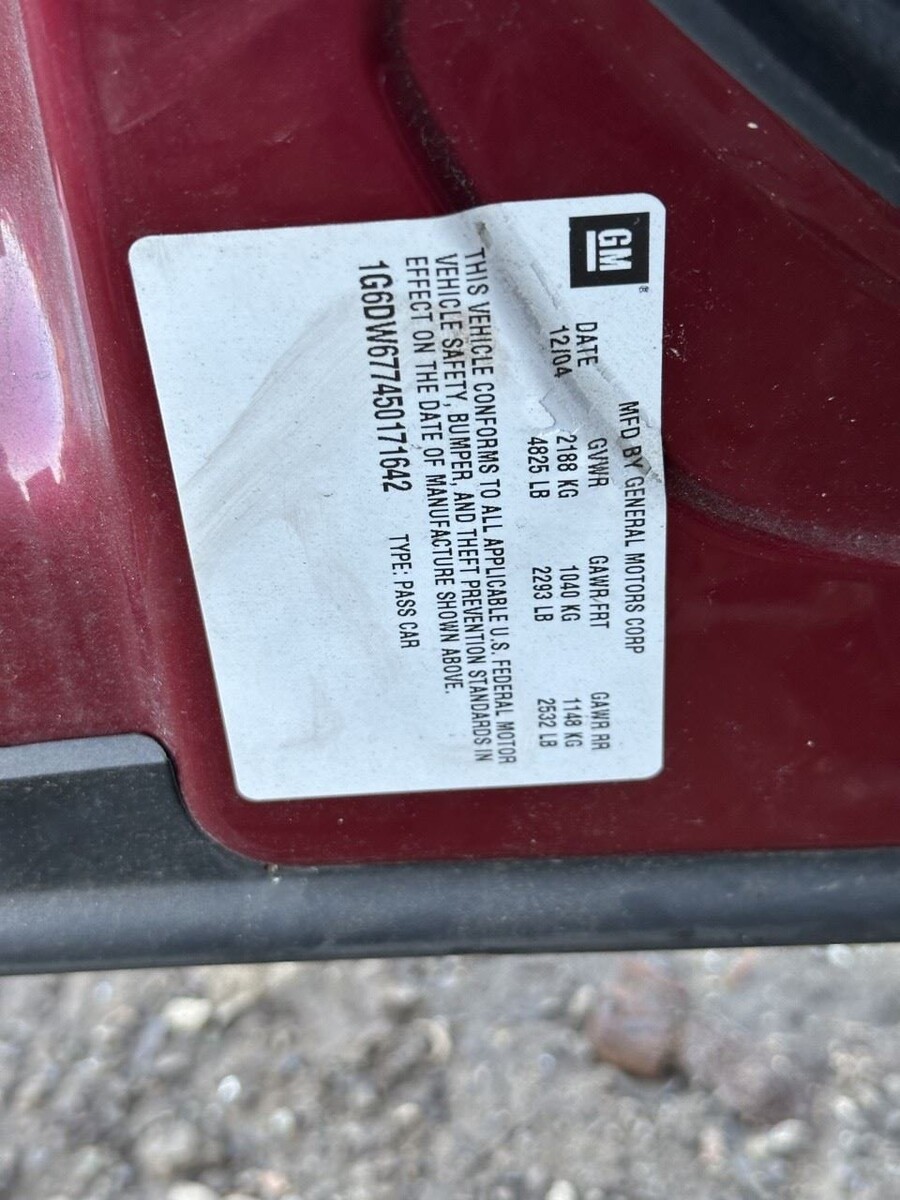 GM
MFD BY GENERAL MOTORS CORP
DATE GVWR GAWR FRT GAWR RR
12/04 2188 KG 1040 KG 1148 KG
4825 LB 2293 LB 2532 LB
THIS VEHICLE CONFORMS TO ALL APPLICABLE U.S. FEDERAL MOTOR
VEHICLE SAFETY, BUMPER, AND THEFT PREVENTION STANDARDS IN
EFFECT ON THE DATE OF MANUFACTURE SHOWN ABOVE.
1G6DW677450171642 TYPE: PASS CAR